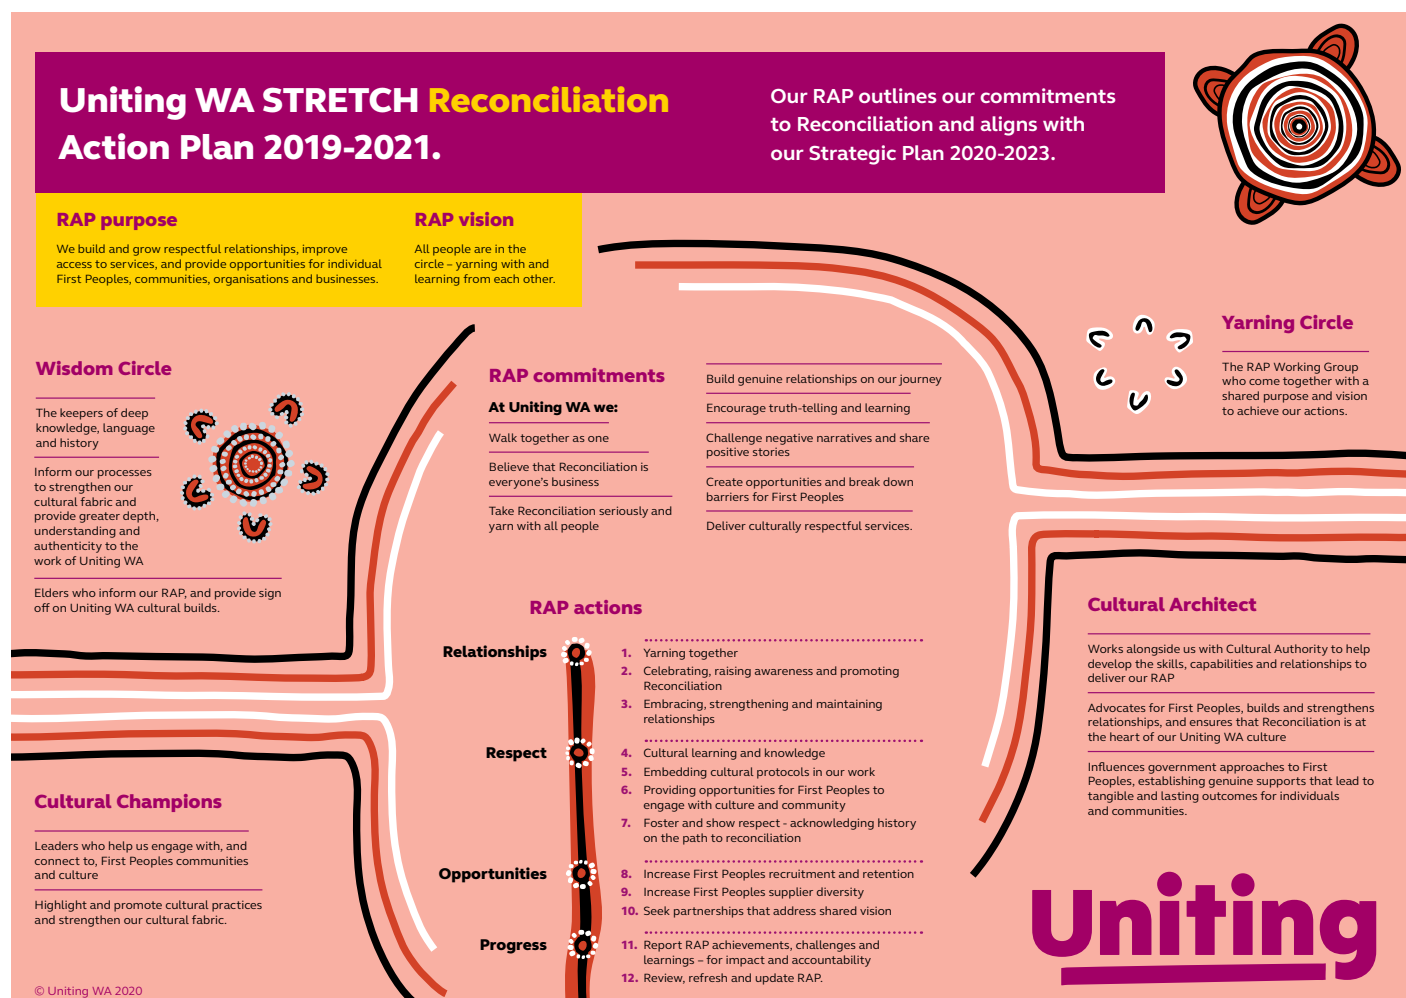 Uniting WA STRETCH Reconciliation
Action Plan 2019-2021.
Our RAP outlines our commitments
to Reconciliation and aligns with
our Strategic Plan 2020-2023.
RAP purpose
We build and grow respectful relationships, improve
access to services, and provide opportunities for individual
First Peoples, communities, organisations and businesses.
RAP vision
All people are in the
circle – yarning with and
learning from each other.
Wisdom Circle
The keepers of deep
knowledge, language
and history
Inform our processes
to strengthen our
cultural fabric and
provide greater depth,
understanding and
authenticity to the
work of Uniting WA
Elders who inform our RAP, and provide sign
off on Uniting WA cultural builds.
RAP commitments
At Uniting WA we:
Walk together as one
Believe that Reconciliation is
everyone's business
Take Reconciliation seriously and
yarn with all people
Build genuine relationships on our journey
Encourage truth-telling and learning
Challenge negative narratives and share
positive stories
Create opportunities and break down
barriers for First Peoples
Deliver culturally respectful services.
Yarning Circle
The RAP Working Group
who come together with a
shared purpose and vision
to achieve our actions.
RAP actions
Relationships
1. Yarning together
2. Celebrating, raising awareness and promoting
Reconciliation
3. Embracing, strengthening and maintaining
relationships
Respect
4. Cultural learning and knowledge
5. Embedding cultural protocols in our work
6. Providing opportunities for First Peoples to
engage with culture and community
7. Foster and show respect - acknowledging history
on the path to reconciliation
Opportunities
8. Increase First Peoples recruitment and retention
9. Increase First Peoples supplier diversity
10. Seek partnerships that address shared vision
Progress
11. Report RAP achievements, challenges and
learnings – for impact and accountability
12. Review, refresh and update RAP.
Cultural Architect
Works alongside us with Cultural Authority to help
develop the skills, capabilities and relationships to
deliver our RAP
Advocates for First Peoples, builds and strengthens
relationships, and ensures that Reconciliation is at
the heart of our Uniting WA culture
Influences government approaches to First
Peoples, establishing genuine supports that lead to
tangible and lasting outcomes for individuals
and communities.
Cultural Champions
Leaders who help us engage with, and
connect to, First Peoples communities
and culture
Highlight and promote cultural practices
and strengthen our cultural fabric.
Uniting
© Uniting WA 2020